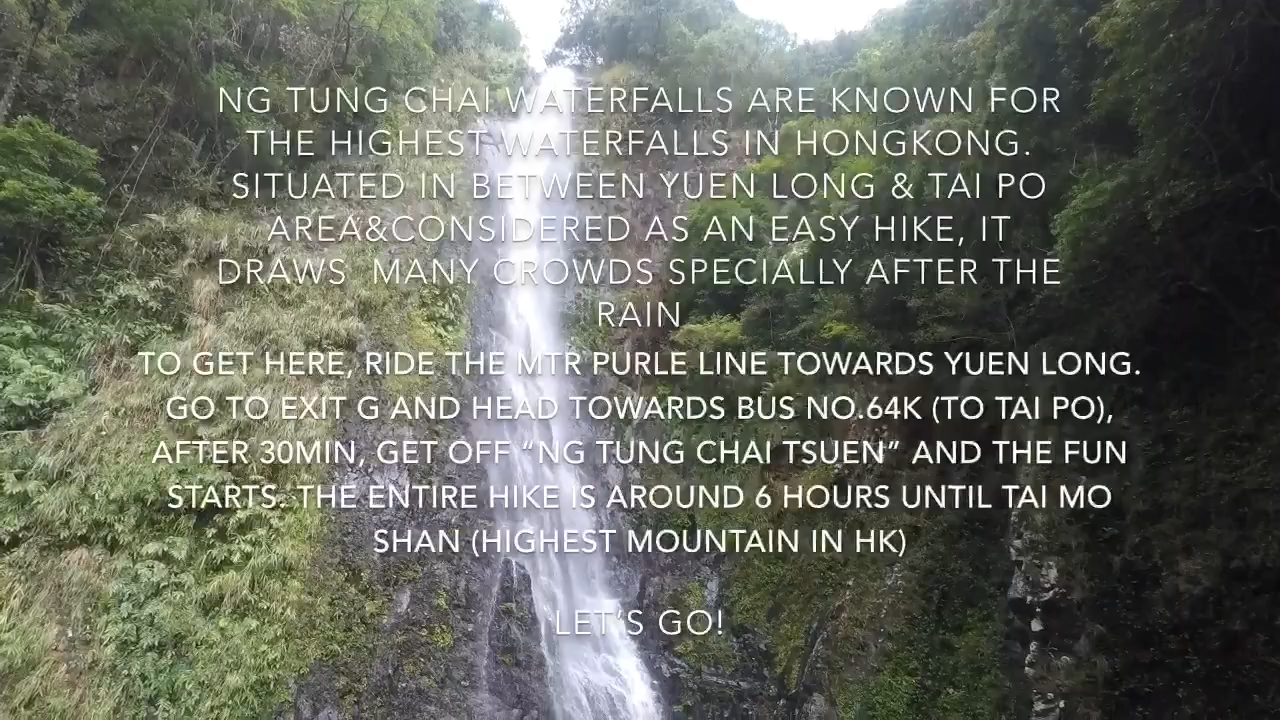 NG TUNG CHAI WATERFALLS ARE KNOWN FOR
THE HIGHEST WATERFALLS IN HONGKONG.
SITUATED IN BETWEEN YUEN LONG & TAI PO
AREA&CONSIDERED AS AN EASY HIKE, IT
DRAWS MANY CROWDS SPECIALLY AFTER THE
RAIN
TO GET HERE, RIDE THE MTR PURLE LINE TOWARDS YUEN LONG.
GO TO EXIT G AND HEAD TOWARDS BUS NO.64K (TO TAI PO),
AFTER 30MIN, GET OFF “NG TUNG CHAI TSUEN” AND THE FUN
STARTS. THE ENTIRE HIKE IS AROUND 6 HOURS UNTIL TAI MO
SHAN (HIGHEST MOUNTAIN IN HK)
LET’S GO!